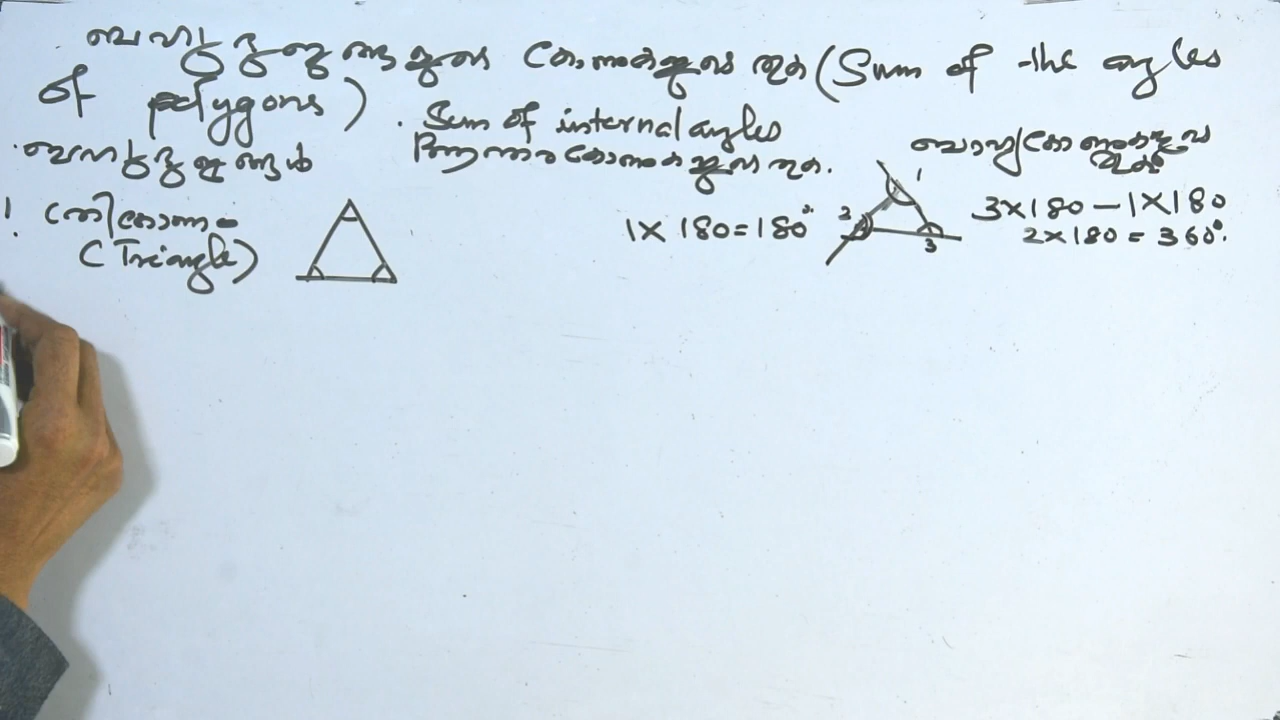 ബഹുഭുജങ്ങളുടെ കോണുകളുടെ തുക (Sum of the angles
of polygons)
ബഹുഭുജങ്ങൾ
Sum of internal angles
കോണുകളുടെ തുക.
ബാഹ്യകോണുകളുടെ
തുക
1 ത്രികോണം
(Triangle)
1 × 180 = 180°
1
2
3
3×180 – 1×180
2×180 = 360°.